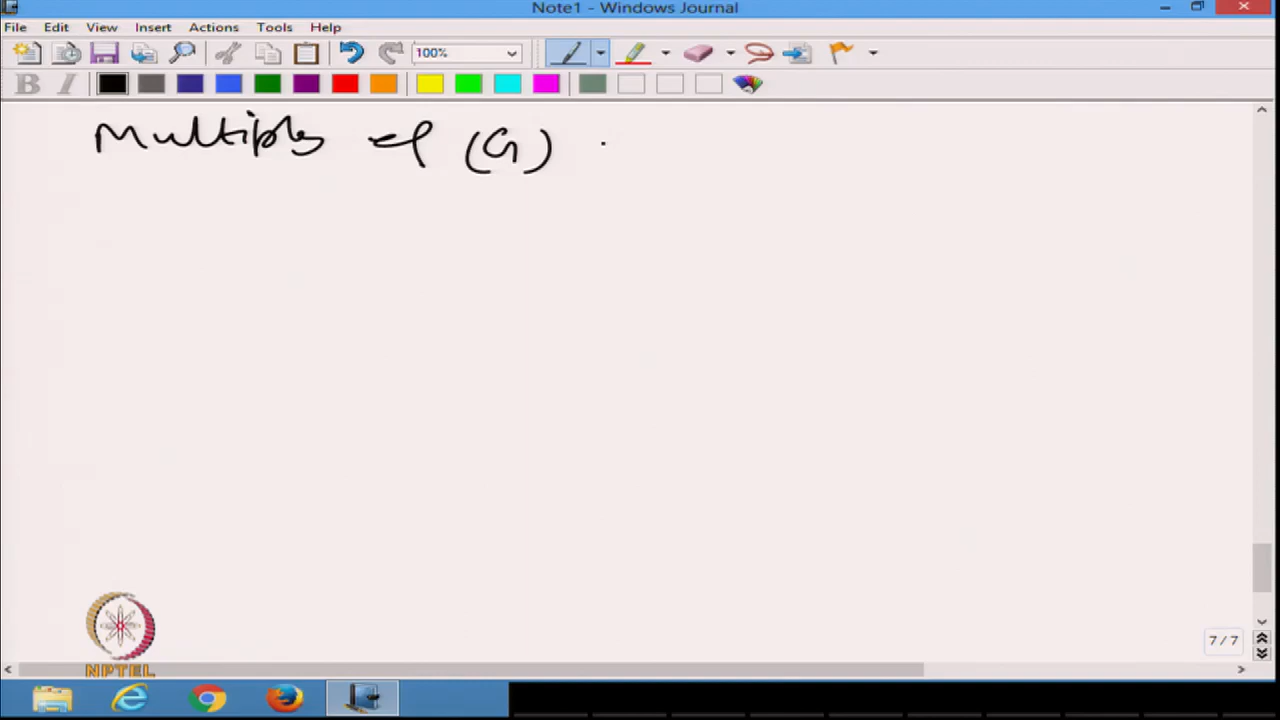 Note1 - Windows Journal
File Edit View Insert Actions Tools Help
100%
B I
Multiples of (G) .
7 / 7
NPTEL